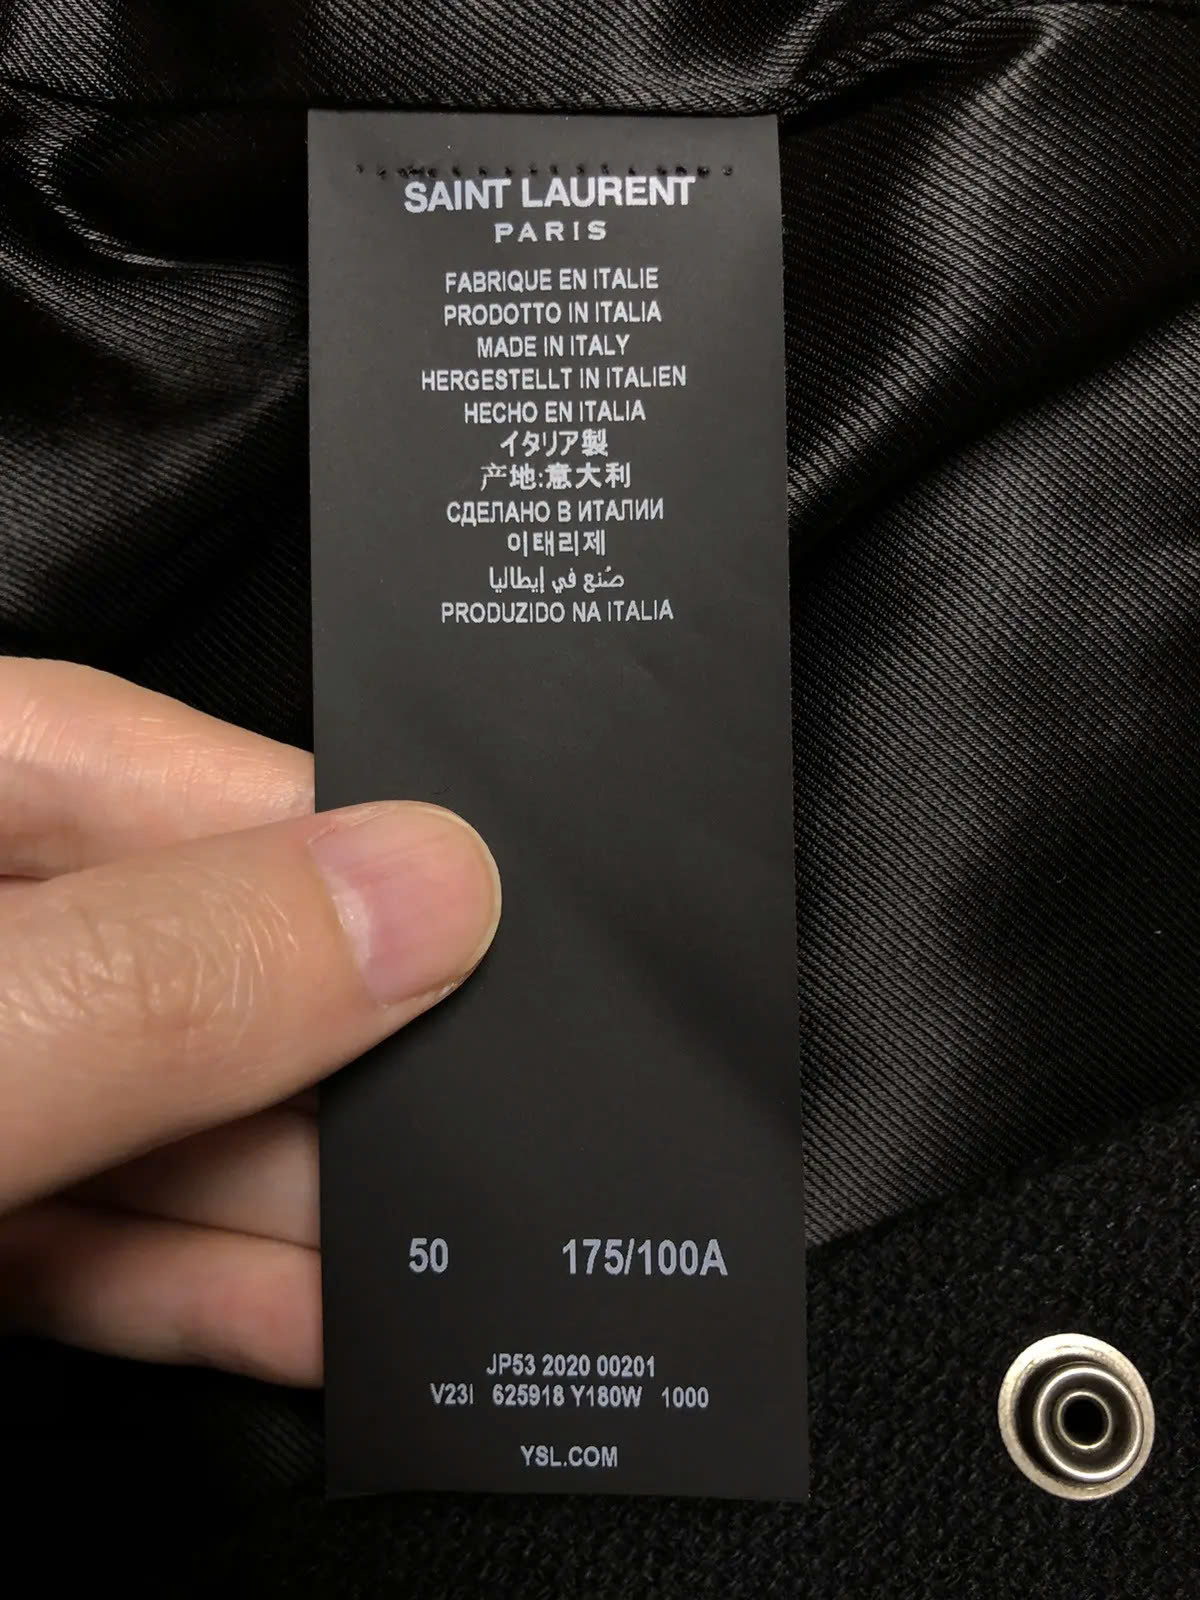 SAINT LAURENT
PARIS
FABRIQUE EN ITALIE
PRODOTTO IN ITALIA
MADE IN ITALY
HERGESTELLT IN ITALIEN
HECHO EN ITALIA
イタリア製
产地:意大利
СДЕЛАНО В ИТАЛИИ
이태리제
صُنع في إيطاليا
PRODUZIDO NA ITALIA
50 175/100A
JP53 2020 00201
V23I 625918 Y180W 1000
YSL.COM